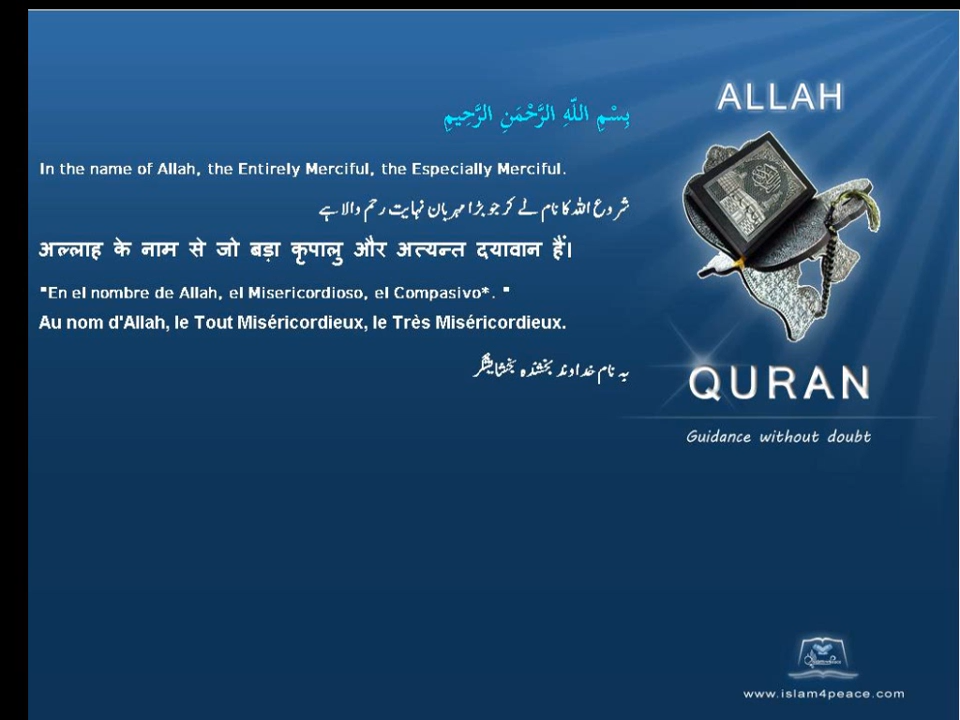 بِسْمِ اللّهِ الرَّحْمَنِ الرَّحِيمِ
In the name of Allah, the Entirely Merciful, the Especially Merciful.
شروع الله کا نام لے کر جو بڑا مہربان نہایت رحم والا ہے
अल्लाह के नाम से जो बड़ा कृपालु और अत्यन्त दयावान हैं।
"En el nombre de Allah, el Misericordioso, el Compasivo*. "
Au nom d'Allah, le Tout Miséricordieux, le Très Miséricordieux.
به نام خداوند بخشنده بخشایشگر
ALLAH
QURAN
Guidance without doubt
www.islam4peace.com